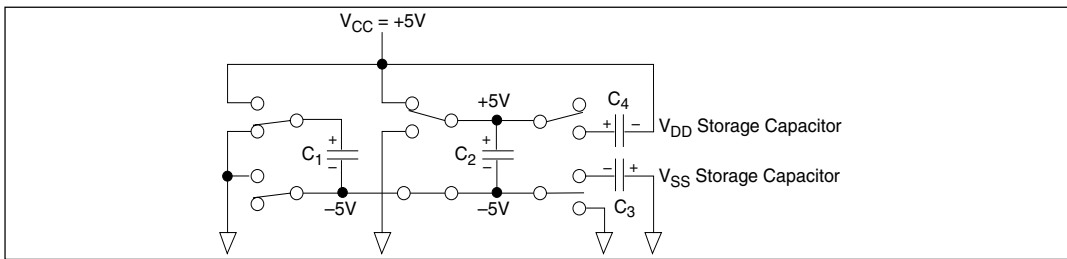 V_CC = +5V
+5V
C_4
+ –
V_DD Storage Capacitor
+
C_1
–
+
C_2
–
– +
V_SS Storage Capacitor
C_3
–5V
–5V